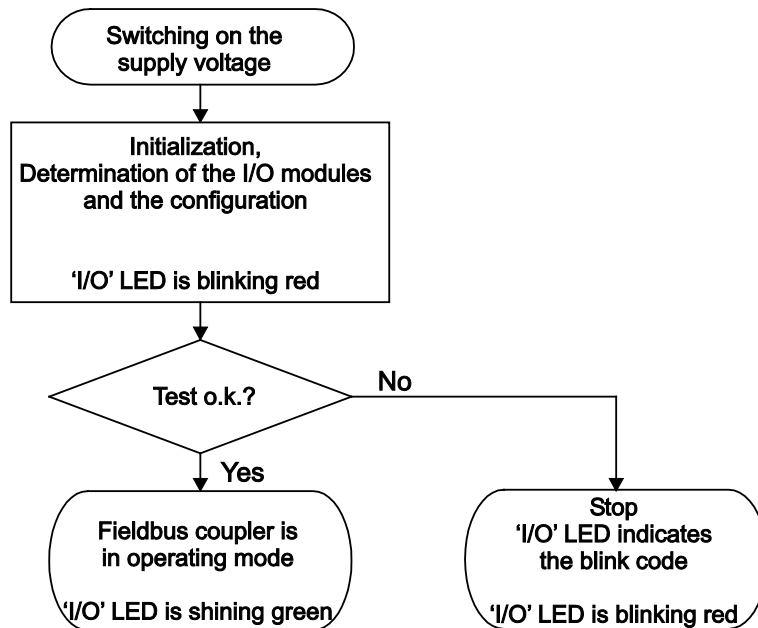 Switching on the
supply voltage
Initialization,
Determination of the I/O modules
and the configuration
‘I/O’ LED is blinking red
Test o.k.?
No
Yes
Fieldbus coupler is
in operating mode
‘I/O’ LED is shining green
Stop
‘I/O’ LED indicates
the blink code
‘I/O’ LED is blinking red